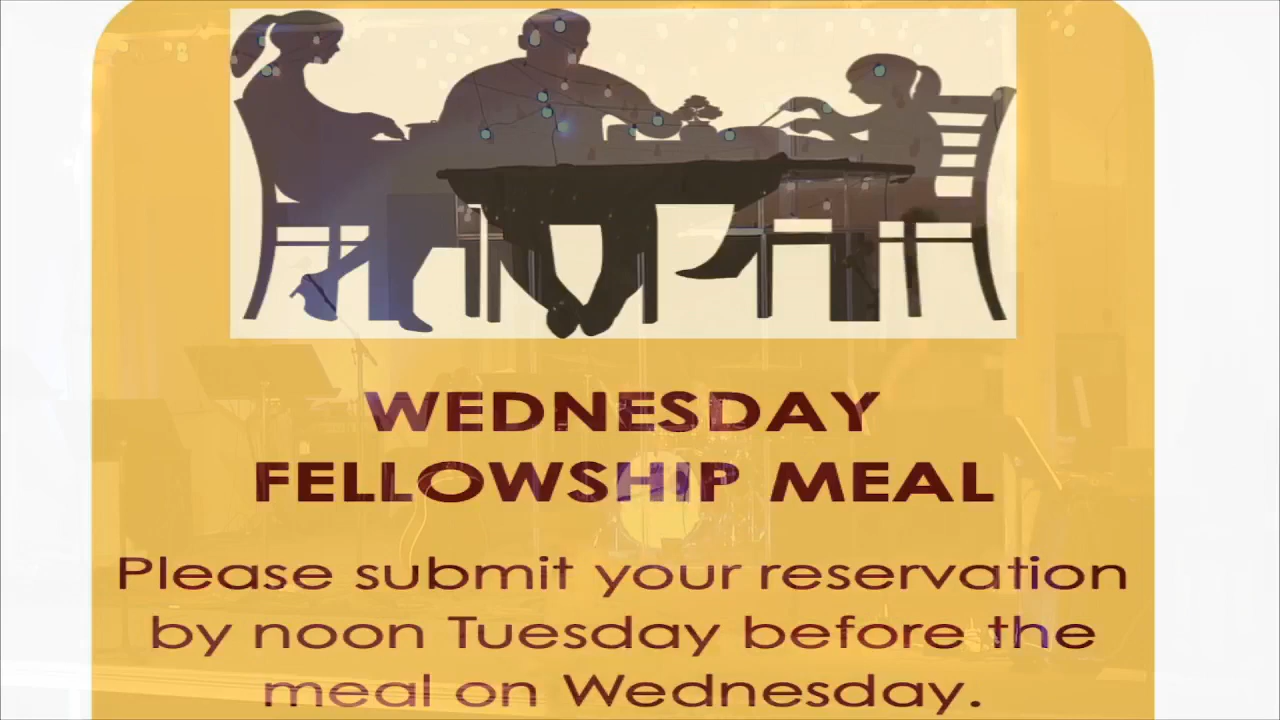 WEDNESDAY
FELLOWSHIP MEAL
Please submit your reservation
by noon Tuesday before the
meal on Wednesday.